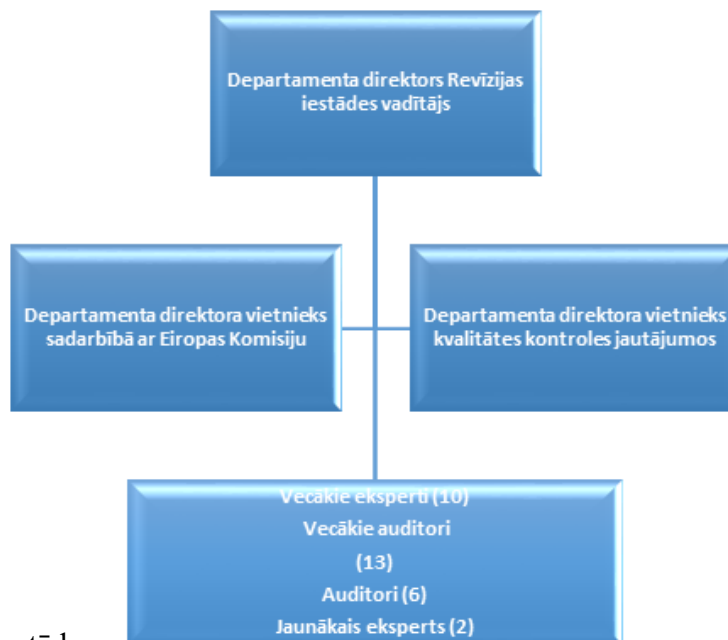 Departamenta direktors Revīzijas
iestādes vadītājs
Departamenta direktora vietnieks
sadarbībā ar Eiropas Komisiju
Departamenta direktora vietnieks
kvalitātes kontroles jautājumos
Vecākie eksperti (10)
Vecākie auditori
(13)
Auditori (6)
Jaunākais eksperts (2)